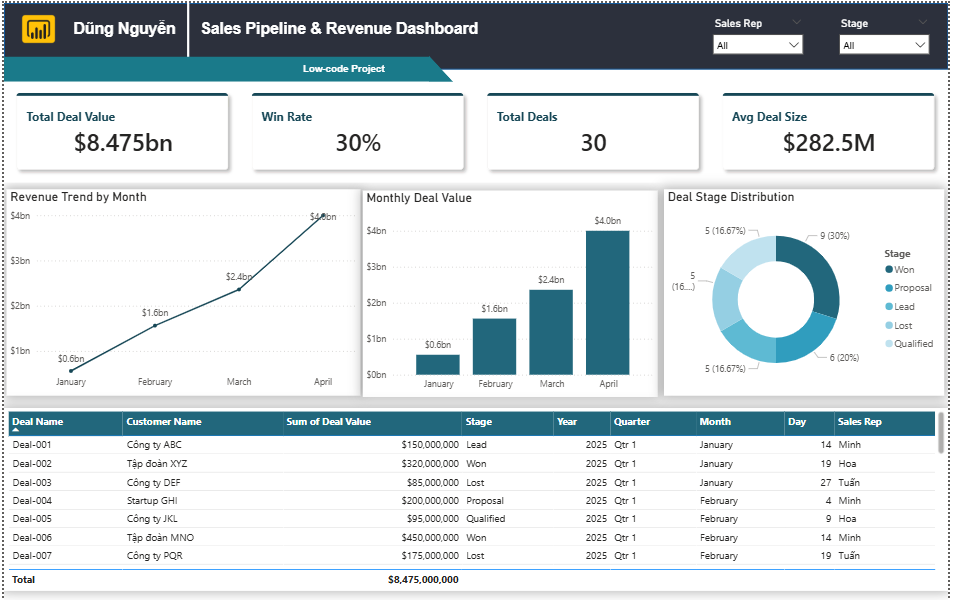 Dũng Nguyễn
Sales Pipeline & Revenue Dashboard
Sales Rep
All
Stage
All
Low-code Project
Total Deal Value
$8.475bn
Win Rate
30%
Total Deals
30
Avg Deal Size
$282.5M
Revenue Trend by Month
$4bn
$3bn
$2bn
$1bn
$0.6bn
$1.6bn
$2.4bn
$4.0bn
January February March April
Monthly Deal Value
$4bn
$3bn
$2bn
$1bn
$0bn
$0.6bn
$1.6bn
$2.4bn
$4.0bn
January February March April
Deal Stage Distribution
9 (30%)
6 (20%)
5 (16.67%)
5
(16....)
5 (16.67%)
Stage
Won
Proposal
Lead
Lost
Qualified
Deal Name Customer Name Sum of Deal Value Stage Year Quarter Month Day Sales Rep
Deal-001 Công ty ABC $150,000,000 Lead 2025 Qtr 1 January 14 Minh
Deal-002 Tập đoàn XYZ $320,000,000 Won 2025 Qtr 1 January 19 Hoa
Deal-003 Công ty DEF $85,000,000 Lost 2025 Qtr 1 January 27 Tuấn
Deal-004 Startup GHI $200,000,000 Proposal 2025 Qtr 1 February 4 Minh
Deal-005 Công ty JKL $95,000,000 Qualified 2025 Qtr 1 February 9 Hoa
Deal-006 Tập đoàn MNO $450,000,000 Won 2025 Qtr 1 February 14 Minh
Deal-007 Công ty PQR $175,000,000 Lost 2025 Qtr 1 February 19 Tuấn
Total $8,475,000,000